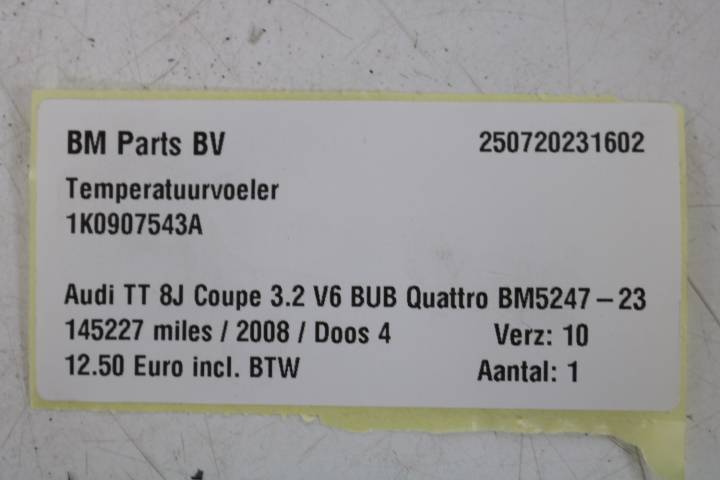 BM Parts BV 250720231602
Temperatuurvoeler
1K0907543A
Audi TT 8J Coupe 3.2 V6 BUB Quattro BM5247-23
145227 miles / 2008 / Doos 4 Verz: 10
12.50 Euro incl. BTW Aantal: 1